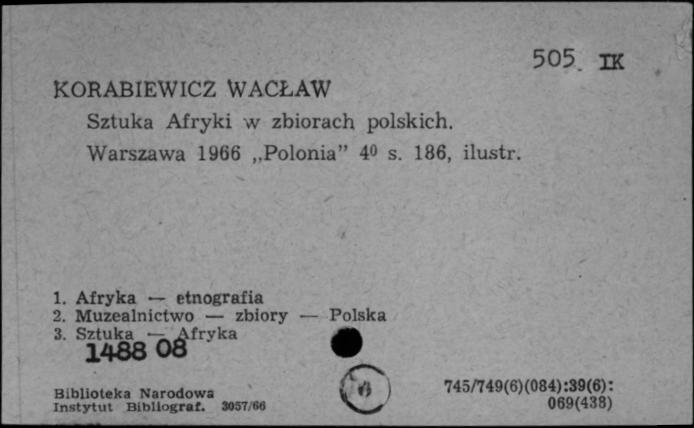 505 IK
KORABIEWICZ WACŁAW
Sztuka Afryki w zbiorach polskich.
Warszawa 1966 „Polonia” 4⁰ s. 186, ilustr.
1. Afryka — etnografia
2. Muzealnictwo — zbiory — Polska
3. Sztuka — Afryka
1488 08
Biblioteka Narodowa
Instytut Bibliograf. 3057/66
745/749(6)(084):39(6):
069(438)